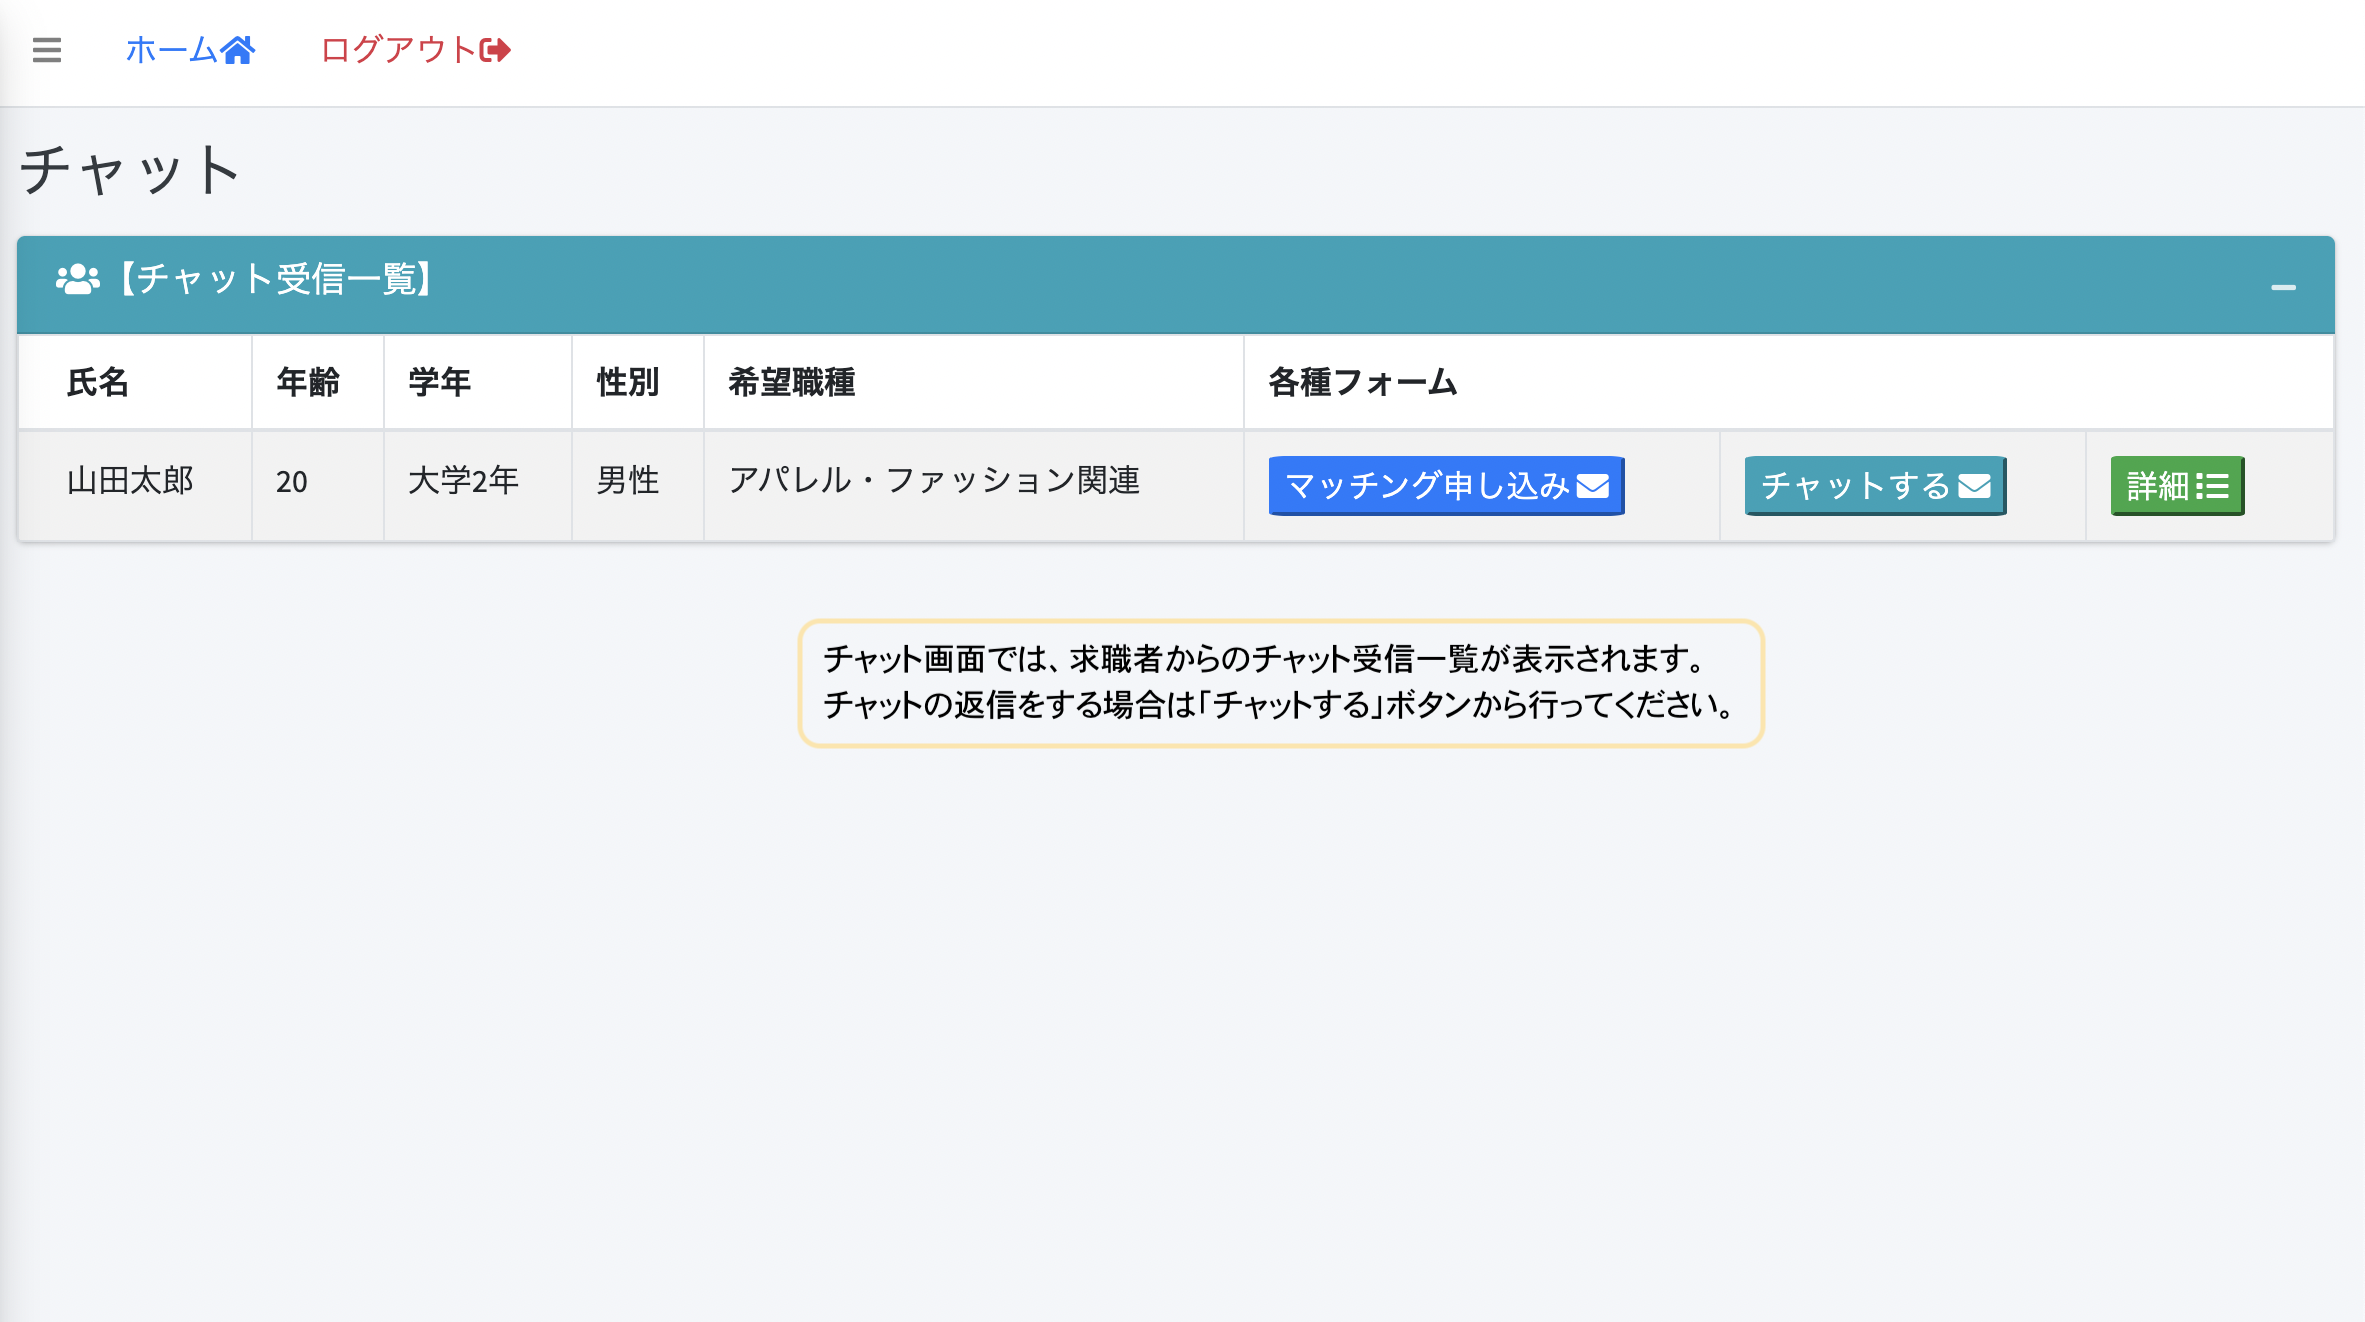 ホーム ログアウト
チャット
【チャット受信一覧】
氏名 年齢 学年 性別 希望職種 各種フォーム
山田太郎 20 大学2年 男性 アパレル・ファッション関連 マッチング申し込み チャットする 詳細
チャット画面では、求職者からのチャット受信一覧が表示されます。
チャットの返信をする場合は「チャットする」ボタンから行ってください。